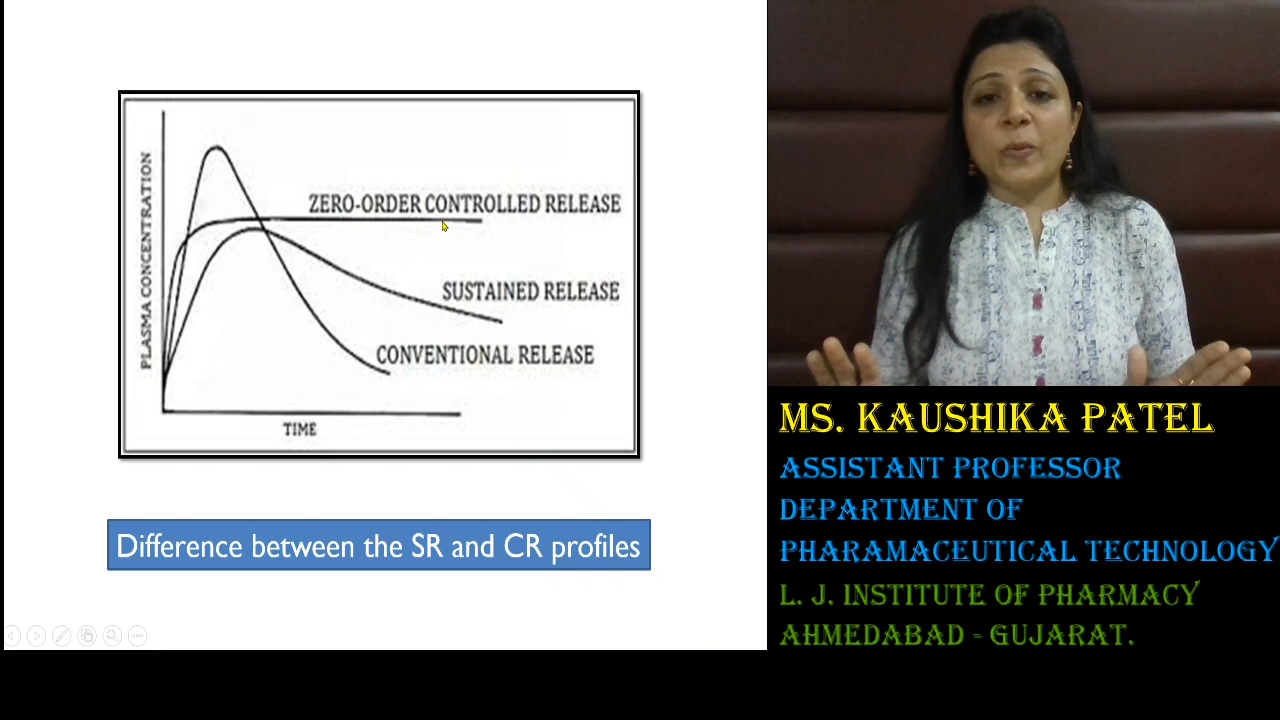 PLASMA CONCENTRATION
ZERO-ORDER CONTROLLED RELEASE
SUSTAINED RELEASE
CONVENTIONAL RELEASE
TIME
Difference between the SR and CR profiles
MS. KAUSHIKA PATEL
ASSISTANT PROFESSOR
DEPARTMENT OF
PHARAMACEUTICAL TECHNOLOGY
L. J. INSTITUTE OF PHARMACY
AHMEDABAD - GUJARAT.